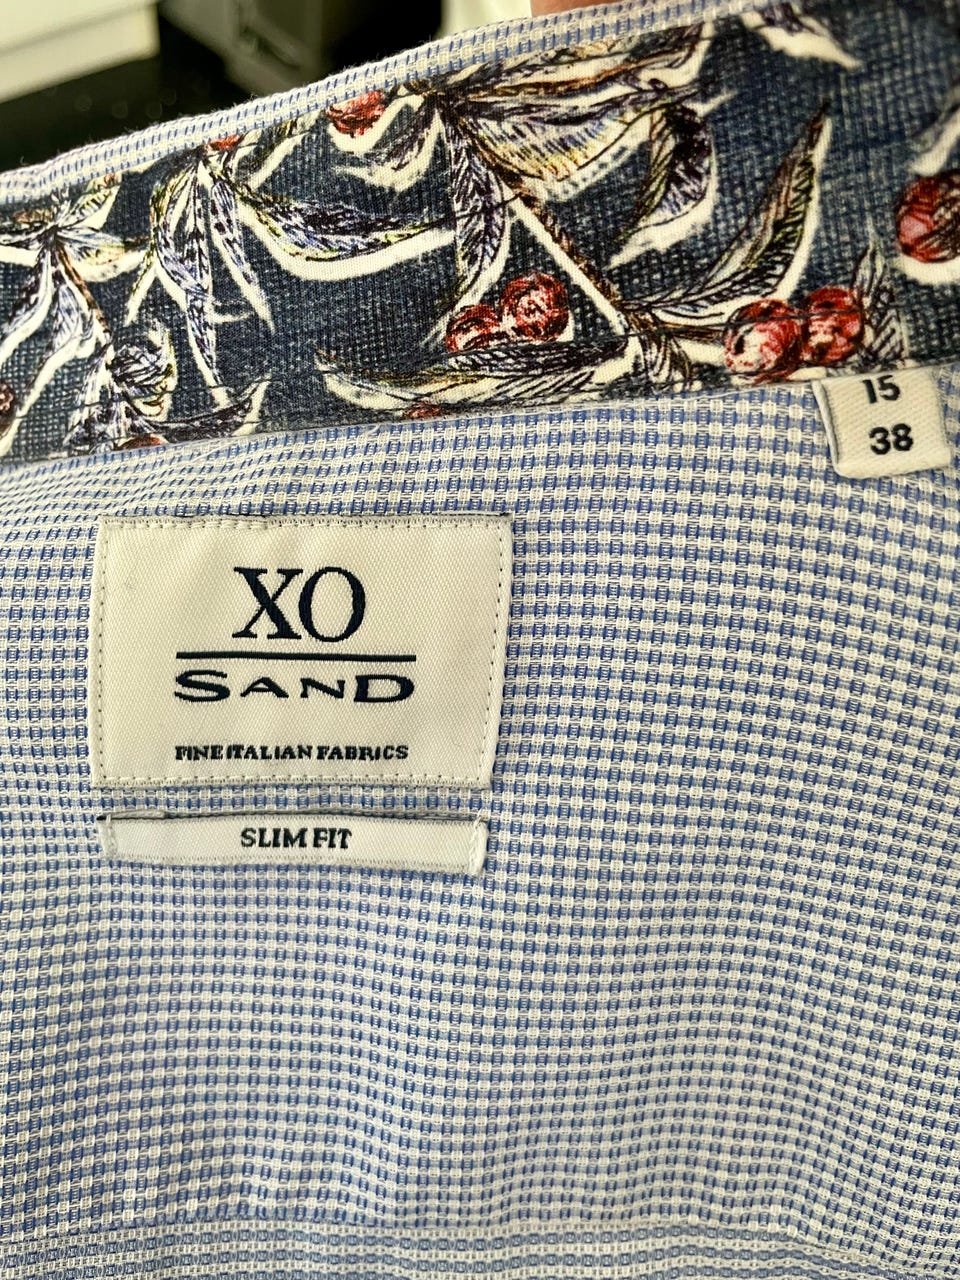 15
38
XO
SAND
FINE ITALIAN FABRICS
SLIM FIT